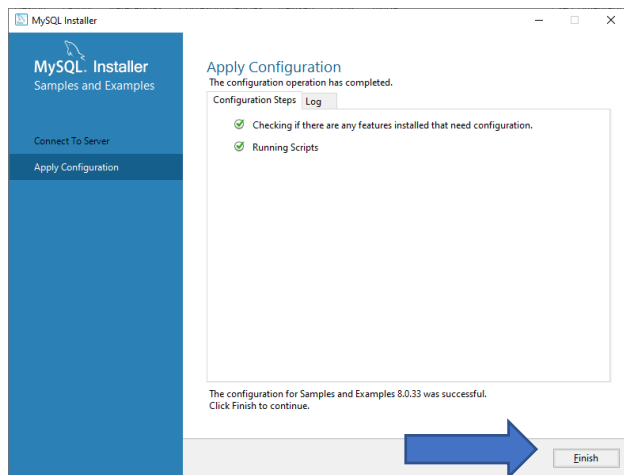 MySQL Installer
MySQL. Installer
Samples and Examples
Connect To Server
Apply Configuration
Apply Configuration
The configuration operation has completed.
Configuration Steps Log
Checking if there are any features installed that need configuration.
Running Scripts
The configuration for Samples and Examples 8.0.33 was successful.
Click Finish to continue.
Finish